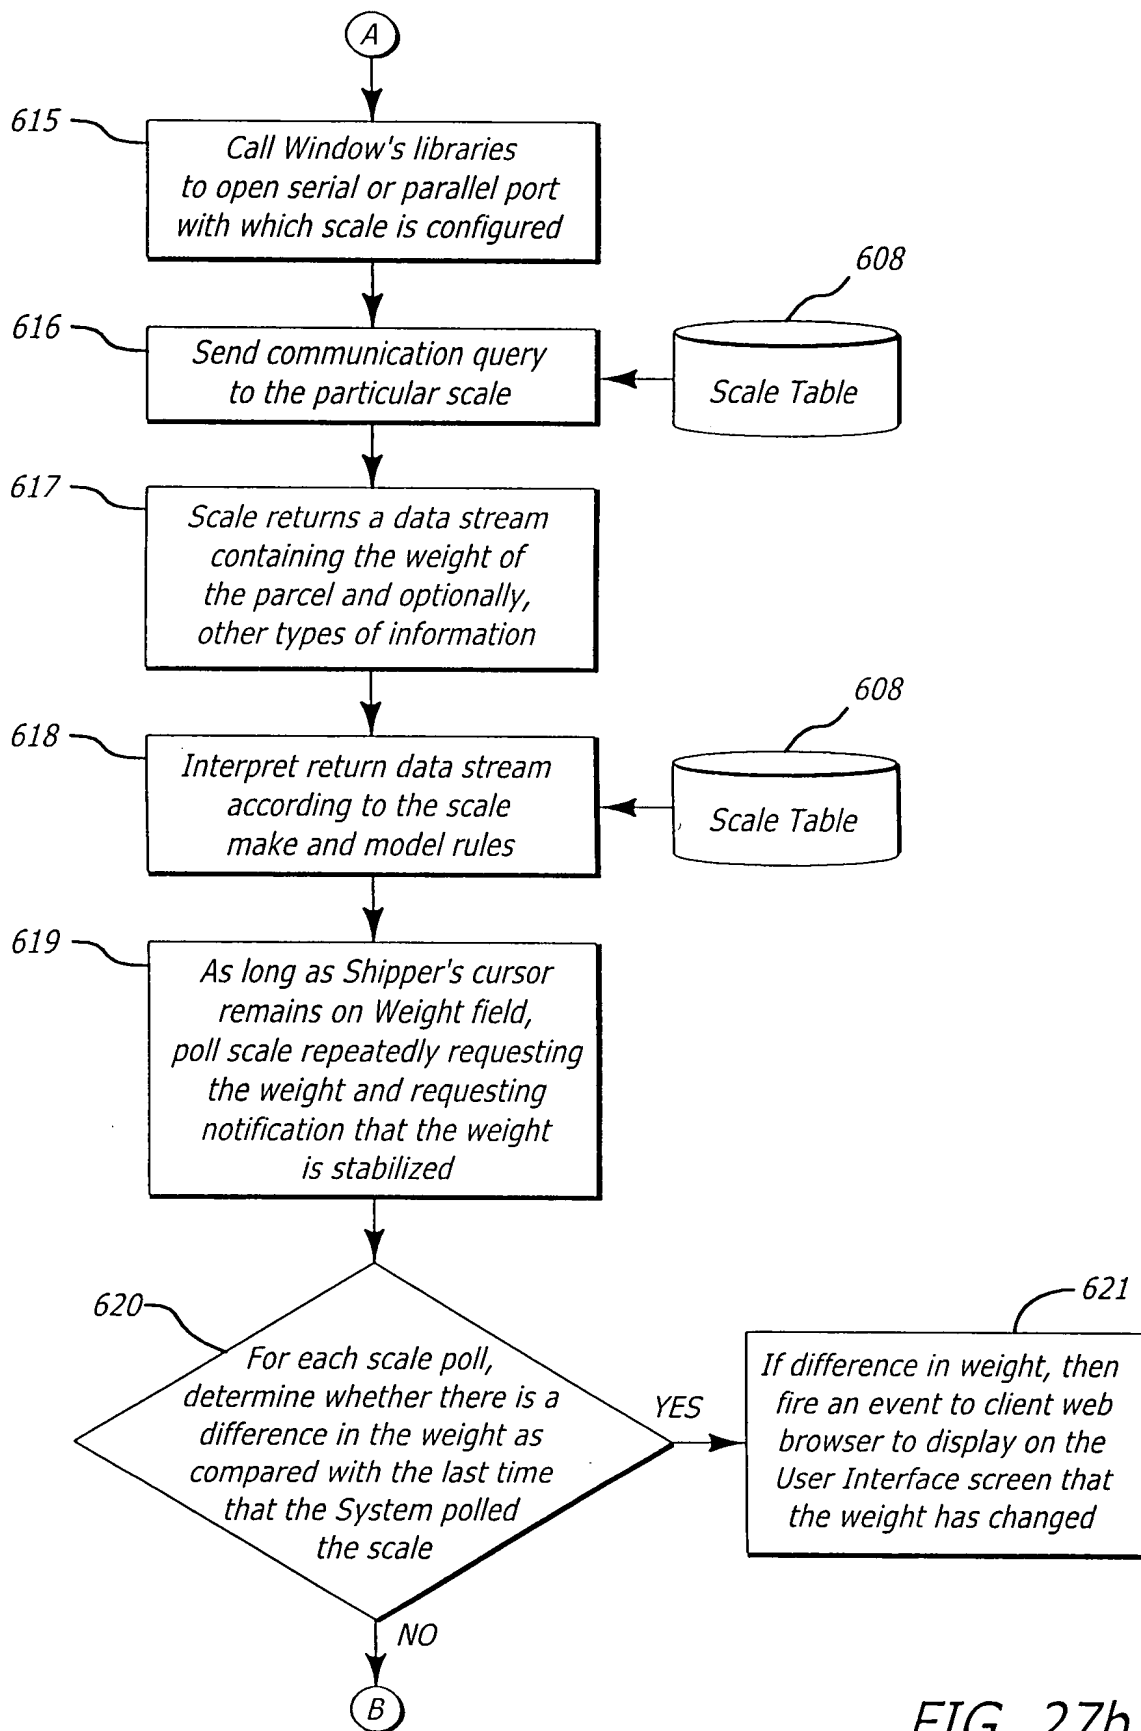 A
615
Call Window's libraries
to open serial or parallel port
with which scale is configured
608
616
Send communication query
to the particular scale
Scale Table
617
Scale returns a data stream
containing the weight of
the parcel and optionally,
other types of information
608
618
Interpret return data stream
according to the scale
make and model rules
Scale Table
619
As long as Shipper's cursor
remains on Weight field,
poll scale repeatedly requesting
the weight and requesting
notification that the weight
is stabilized
620
For each scale poll,
determine whether there is a
difference in the weight as
compared with the last time
that the System polled
the scale
YES
621
If difference in weight, then
fire an event to client web
browser to display on the
User Interface screen that
the weight has changed
NO
B
FIG. 27b